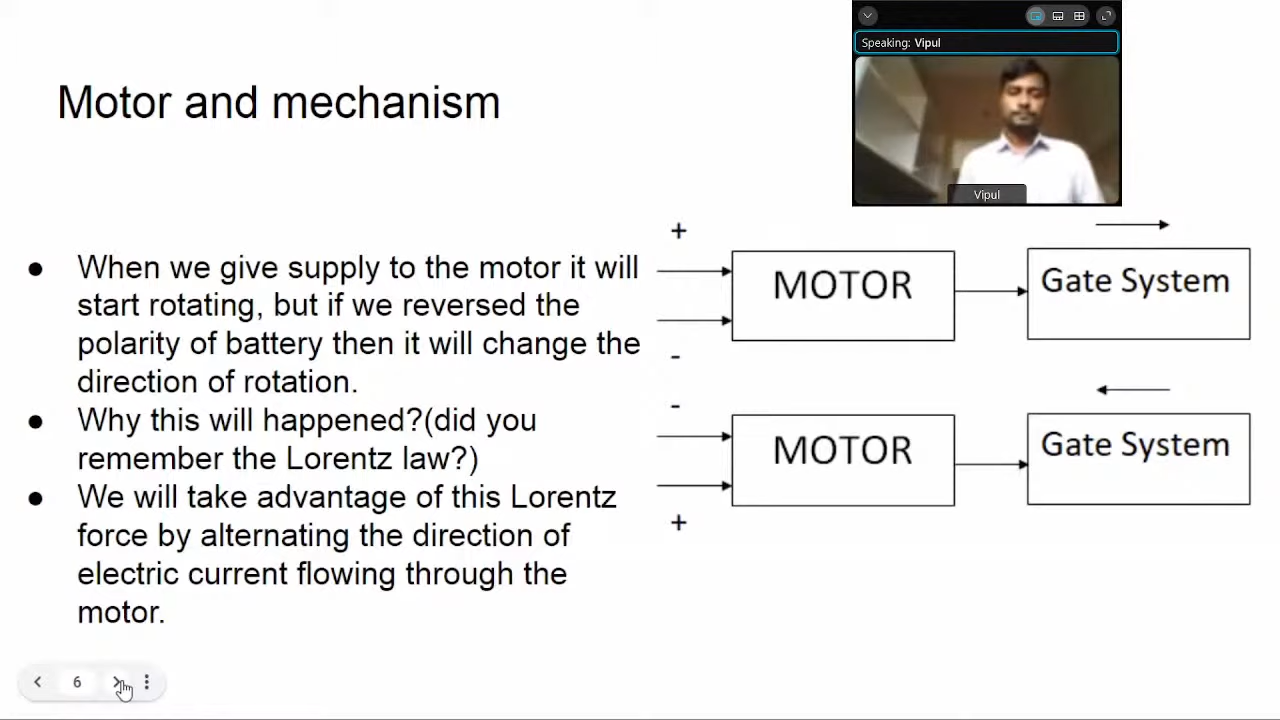 Speaking: Vipul
Vipul
Motor and mechanism
● When we give supply to the motor it will
start rotating, but if we reversed the
polarity of battery then it will change the
direction of rotation.
● Why this will happened?(did you
remember the Lorentz law?)
● We will take advantage of this Lorentz
force by alternating the direction of
electric current flowing through the
motor.
+
MOTOR
Gate System
-
-
MOTOR
Gate System
+
6